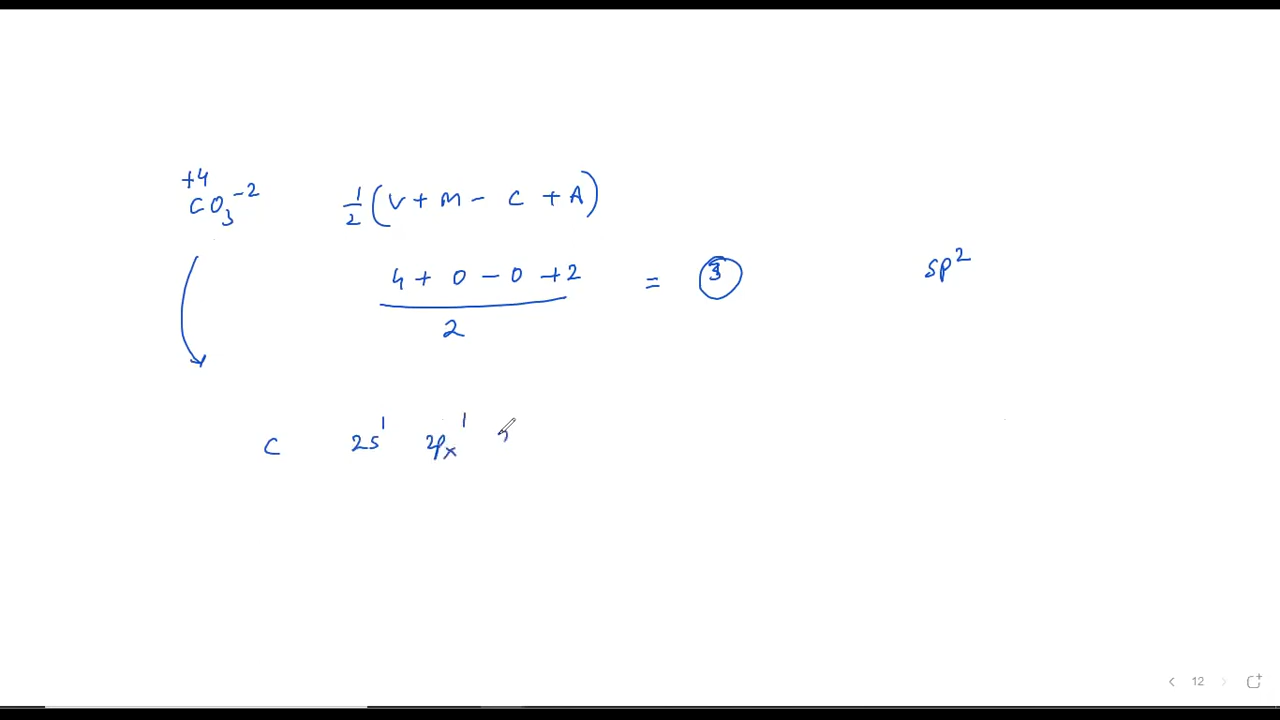 +4
CO₃⁻² 1/2 (V + M - C + A)
4 + 0 - 0 + 2 / 2 = ③ sp²
C 2s¹ 2pₓ¹
12